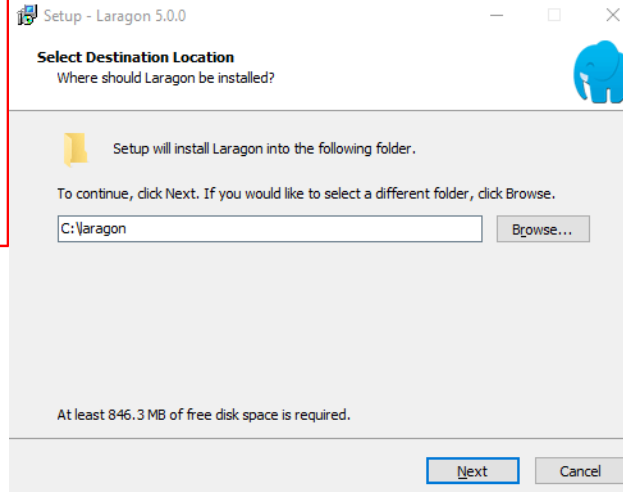 Setup - Laragon 5.0.0
Select Destination Location
Where should Laragon be installed?
Setup will install Laragon into the following folder.
To continue, click Next. If you would like to select a different folder, click Browse.
C:\laragon
Browse...
At least 846.3 MB of free disk space is required.
Next
Cancel